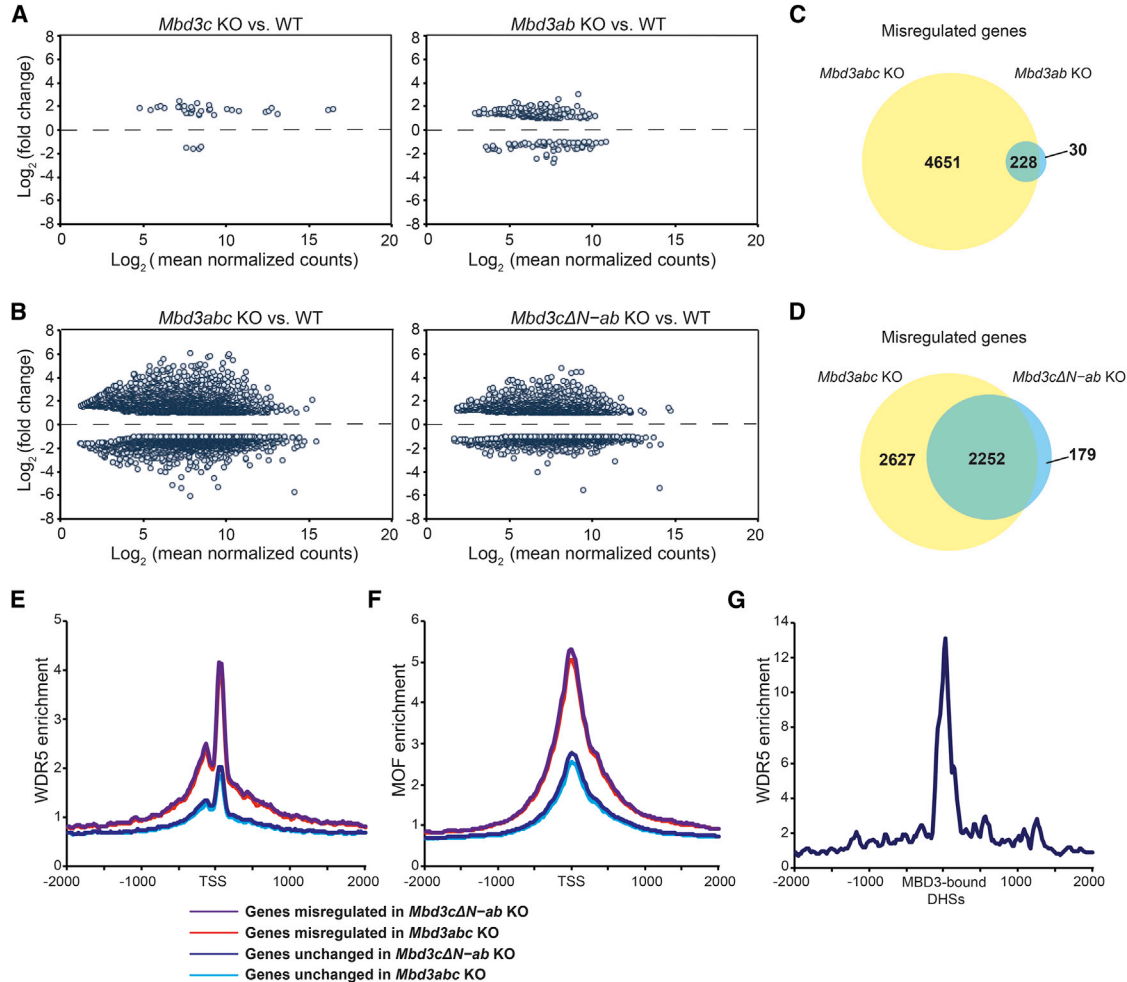 A
Mbd3c KO vs. WT
Mbd3ab KO vs. WT
Log2 (fold change)
8
6
4
2
0
-2
-4
-6
-8
0 5 10 15 20
Log2 (mean normalized counts)
8
6
4
2
0
-2
-4
-6
-8
0 5 10 15 20
Log2 (mean normalized counts)
C
Misregulated genes
Mbd3abc KO
Mbd3ab KO
4651
228
30
B
Mbd3abc KO vs. WT
Mbd3cΔN−ab KO vs. WT
Log2 (fold change)
8
6
4
2
0
-2
-4
-6
-8
0 5 10 15 20
Log2 (mean normalized counts)
8
6
4
2
0
-2
-4
-6
-8
0 5 10 15 20
Log2 (mean normalized counts)
D
Misregulated genes
Mbd3abc KO
Mbd3cΔN−ab KO
2627
2252
179
E
WDR5 enrichment
5
4
3
2
1
0
-2000 -1000 TSS 1000 2000
F
MOF enrichment
6
5
4
3
2
1
0
-2000 -1000 TSS 1000 2000
G
WDR5 enrichment
14
12
10
8
6
4
2
0
-2000 -1000 MBD3-bound 1000 2000
DHSs
Genes misregulated in Mbd3cΔN−ab KO
Genes misregulated in Mbd3abc KO
Genes unchanged in Mbd3cΔN−ab KO
Genes unchanged in Mbd3abc KO